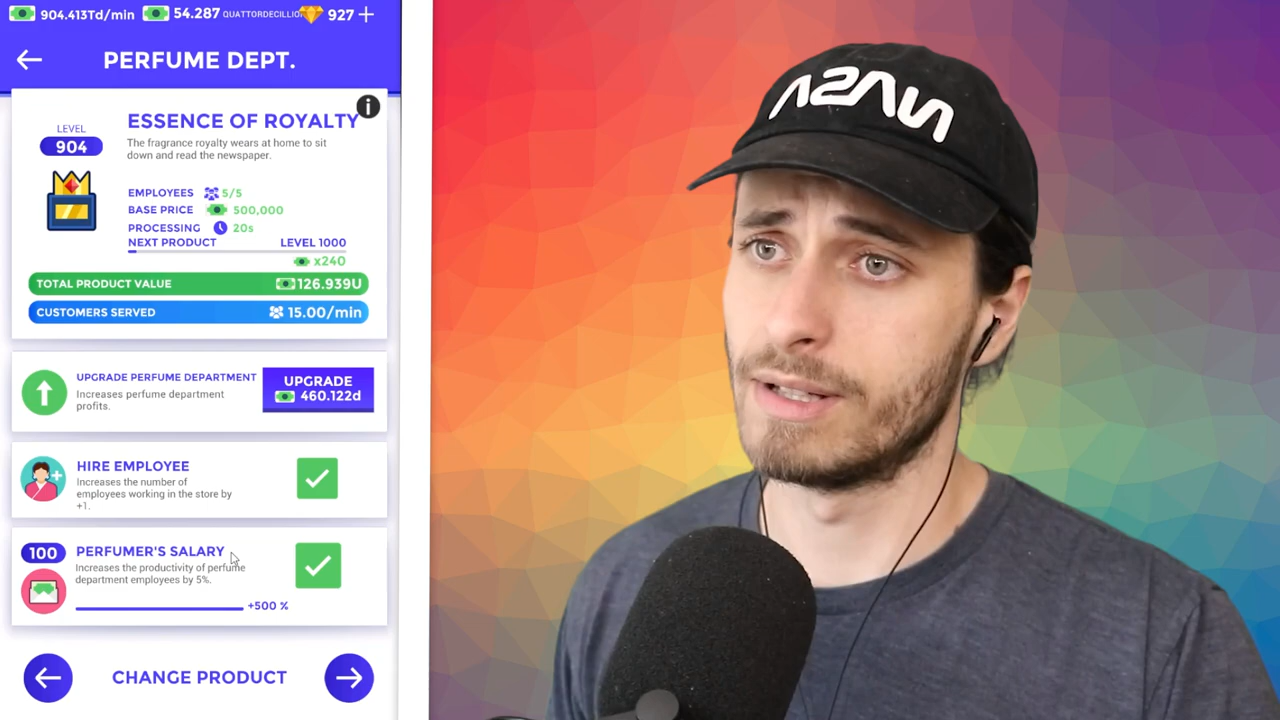 904.413Td/min 54.287 QUATTORDECILLION 927 +
PERFUME DEPT.
ESSENCE OF ROYALTY i
LEVEL
904
The fragrance royalty wears at home to sit
down and read the newspaper.
EMPLOYEES 5/5
BASE PRICE 500,000
PROCESSING 20s
NEXT PRODUCT LEVEL 1000
x240
TOTAL PRODUCT VALUE 126.939U
CUSTOMERS SERVED 15.00/min
UPGRADE PERFUME DEPARTMENT
Increases perfume department
profits.
UPGRADE
460.122d
HIRE EMPLOYEE
Increases the number of
employees working in the store by
+1.
100 PERFUMER'S SALARY
Increases the productivity of perfume
department employees by 5%.
+500 %
CHANGE PRODUCT